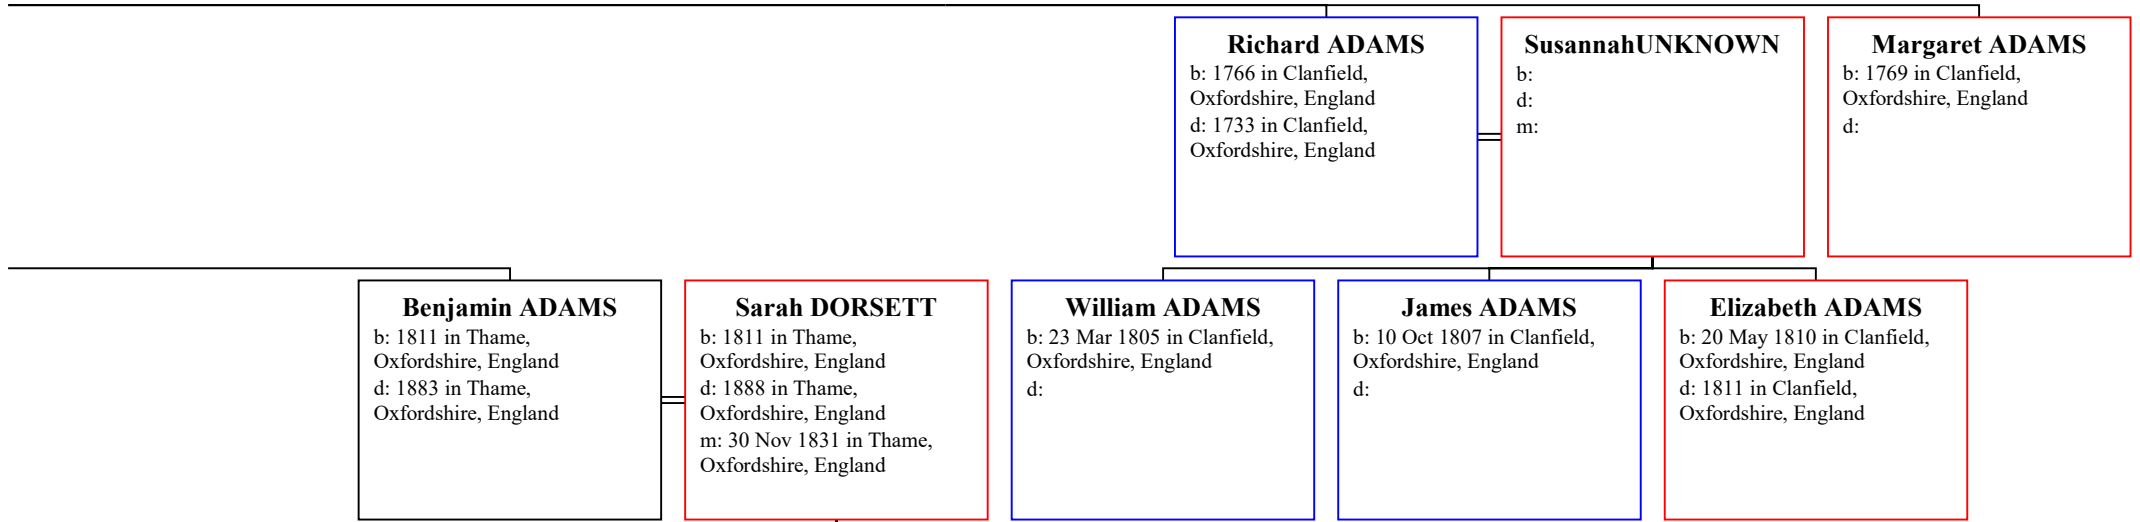 Richard ADAMS
b: 1766 in Clanfield,
Oxfordshire, England
d: 1733 in Clanfield,
Oxfordshire, England
SusannahUNKNOWN
b:
d:
m:
Margaret ADAMS
b: 1769 in Clanfield,
Oxfordshire, England
d:
Benjamin ADAMS
b: 1811 in Thame,
Oxfordshire, England
d: 1883 in Thame,
Oxfordshire, England
Sarah DORSETT
b: 1811 in Thame,
Oxfordshire, England
d: 1888 in Thame,
Oxfordshire, England
m: 30 Nov 1831 in Thame,
Oxfordshire, England
William ADAMS
b: 23 Mar 1805 in Clanfield,
Oxfordshire, England
d:
James ADAMS
b: 10 Oct 1807 in Clanfield,
Oxfordshire, England
d:
Elizabeth ADAMS
b: 20 May 1810 in Clanfield,
Oxfordshire, England
d: 1811 in Clanfield,
Oxfordshire, England